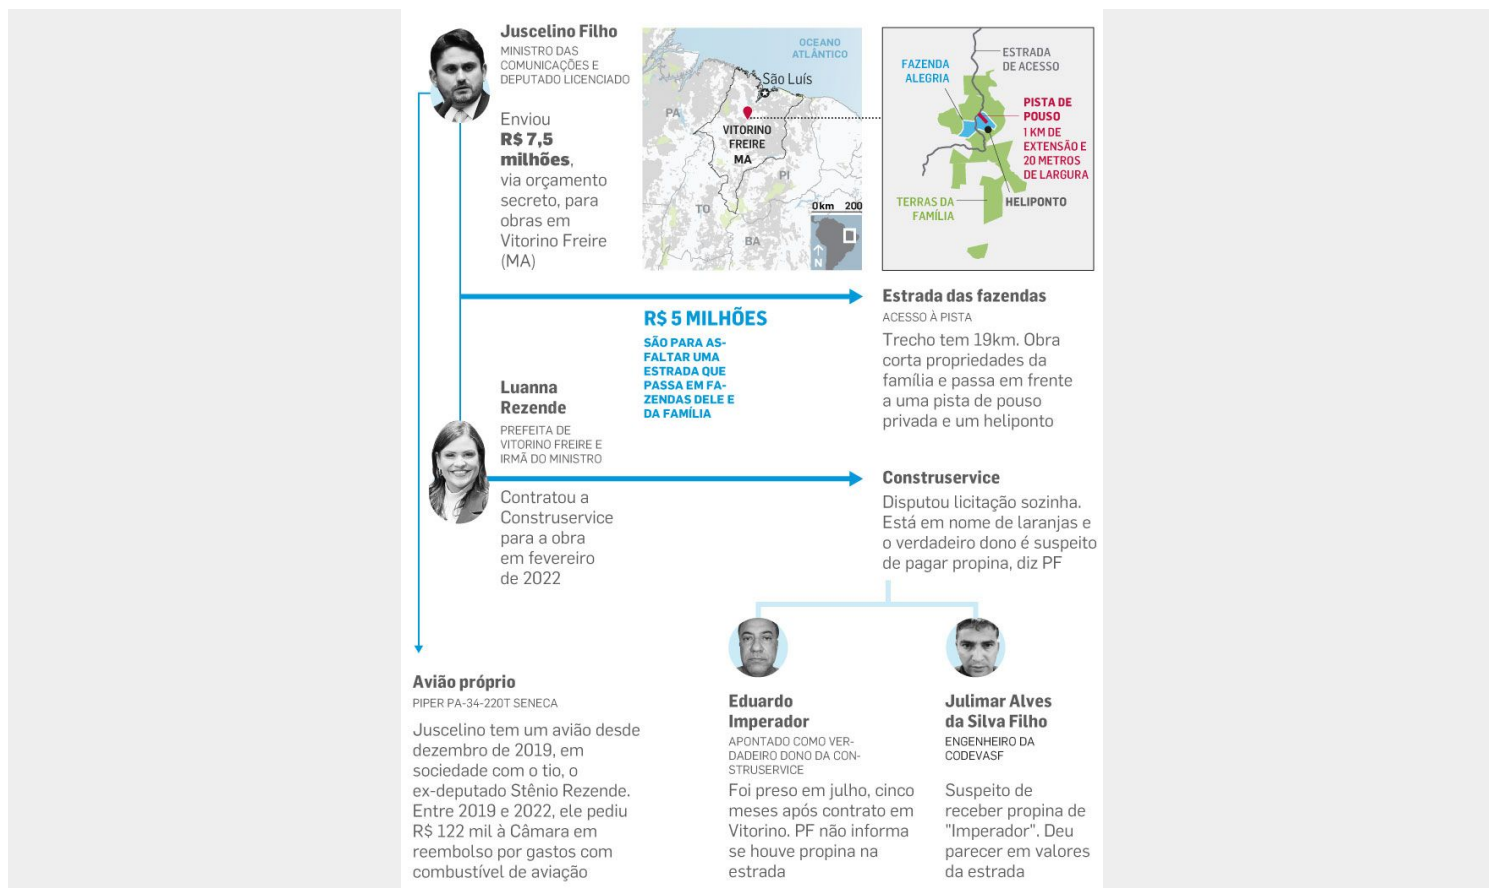 Juscelino Filho
MINISTRO DAS
COMUNICAÇÕES E
DEPUTADO LICENCIADO
Enviou
R$ 7,5
milhões,
via orçamento
secreto, para
obras em
Vitorino Freire
(MA)
OCEANO
ATLÂNTICO
São Luís
PA
VITORINO
FREIRE
MA
PI
TO
BA
0km 200
N
ESTRADA
DE ACESSO
FAZENDA
ALEGRIA
PISTA DE
POUSO
1 KM DE
EXTENSÃO E
20 METROS
DE LARGURA
TERRAS DA
FAMÍLIA
HELIPONTO
R$ 5 MILHÕES
SÃO PARA AS-
FALTAR UMA
ESTRADA QUE
PASSA EM FA-
ZENDAS DELE E
DA FAMÍLIA
Estrada das fazendas
ACESSO À PISTA
Trecho tem 19km. Obra
corta propriedades da
família e passa em frente
a uma pista de pouso
privada e um heliponto
Luanna
Rezende
PREFEITA DE
VITORINO FREIRE E
IRMÃ DO MINISTRO
Contratou a
Construservice
para a obra
em fevereiro
de 2022
Construservice
Disputou licitação sozinha.
Está em nome de laranjas e
o verdadeiro dono é suspeito
de pagar propina, diz PF
Avião próprio
PIPER PA-34-220T SENECA
Juscelino tem um avião desde
dezembro de 2019, em
sociedade com o tio, o
ex-deputado Stênio Rezende.
Entre 2019 e 2022, ele pediu
R$ 122 mil à Câmara em
reembolso por gastos com
combustível de aviação
Eduardo
Imperador
APONTADO COMO VER-
DADEIRO DONO DA CON-
STRUSERVICE
Foi preso em julho, cinco
meses após contrato em
Vitorino. PF não informa
se houve propina na
estrada
Julimar Alves
da Silva Filho
ENGENHEIRO DA
CODEVASF
Suspeito de
receber propina de
"Imperador". Deu
parecer em valores
da estrada